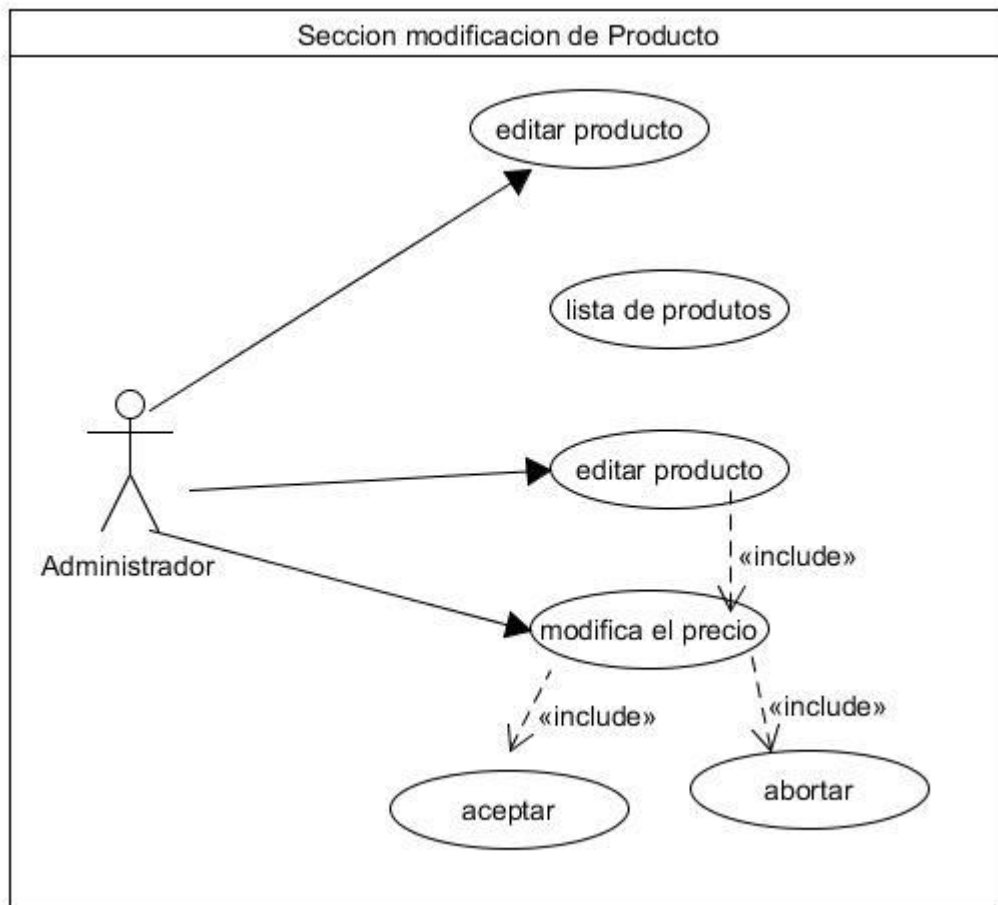 Seccion modificacion de Producto
editar producto
lista de produtos
editar producto
Administrador
«include»
modifica el precio
«include»
«include»
aceptar
abortar